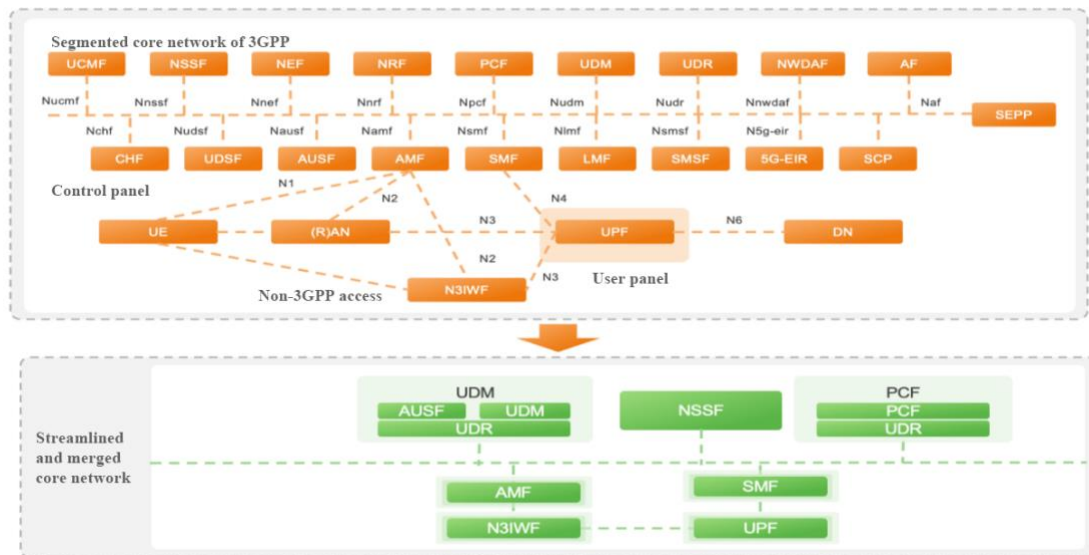 Segmented core network of 3GPP
UCMF NSSF NEF NRF PCF UDM UDR NWDAF AF
Nucmf Nnssf Nnef Nnrf Npcf Nudm Nudr Nnwdaf Naf
SEPP
Nchf Nudsf Nausf Namf Nsmf Nlmf Nsmsf N5g-eir
CHF UDSF AUSF AMF SMF LMF SMSF 5G-EIR SCP
Control panel
N1
N2
N4
N3
N6
UE (R)AN UPF DN
N2
N3
User panel
N3IWF
Non-3GPP access
UDM
AUSF UDM
UDR
NSSF
PCF
PCF
UDR
Streamlined
and merged
core network
AMF
SMF
N3IWF
UPF